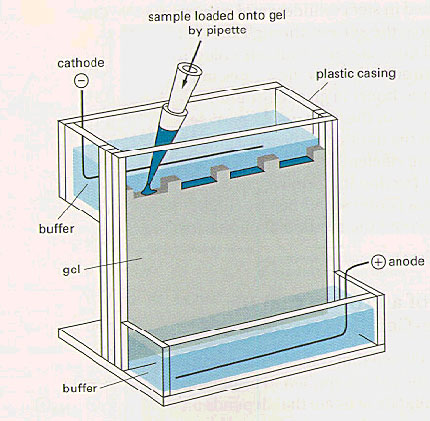 sample loaded onto gel
by pipette
cathode
−
plastic casing
buffer
gel
+ anode
buffer